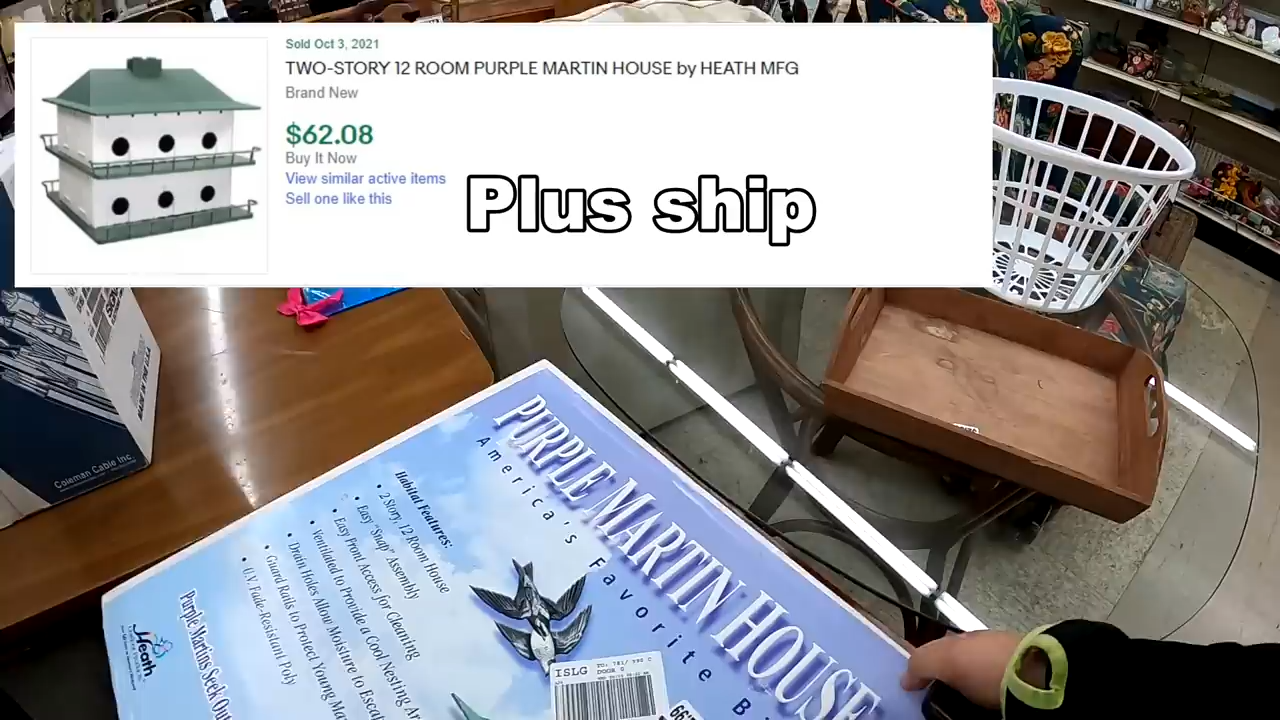 Sold Oct 3, 2021
TWO-STORY 12 ROOM PURPLE MARTIN HOUSE by HEATH MFG
Brand New
$62.08
Buy It Now
View similar active items
Sell one like this
Plus ship
Coleman Cable Inc.
PURPLE MARTIN HOUSE
America's Favorite
Habitat Features:
• 2 Story, 12 Room House
• Easy "Snap" Assembly
• Easy Front Access for Cleaning
• Ventilated to Provide a Cool Nesting
• Drain Holes Allow Moisture to
• Guard Rails to Protect Young
• U.V. Fade-Resistant Poly
Purple Martins Seek Out
Heath
ISLG